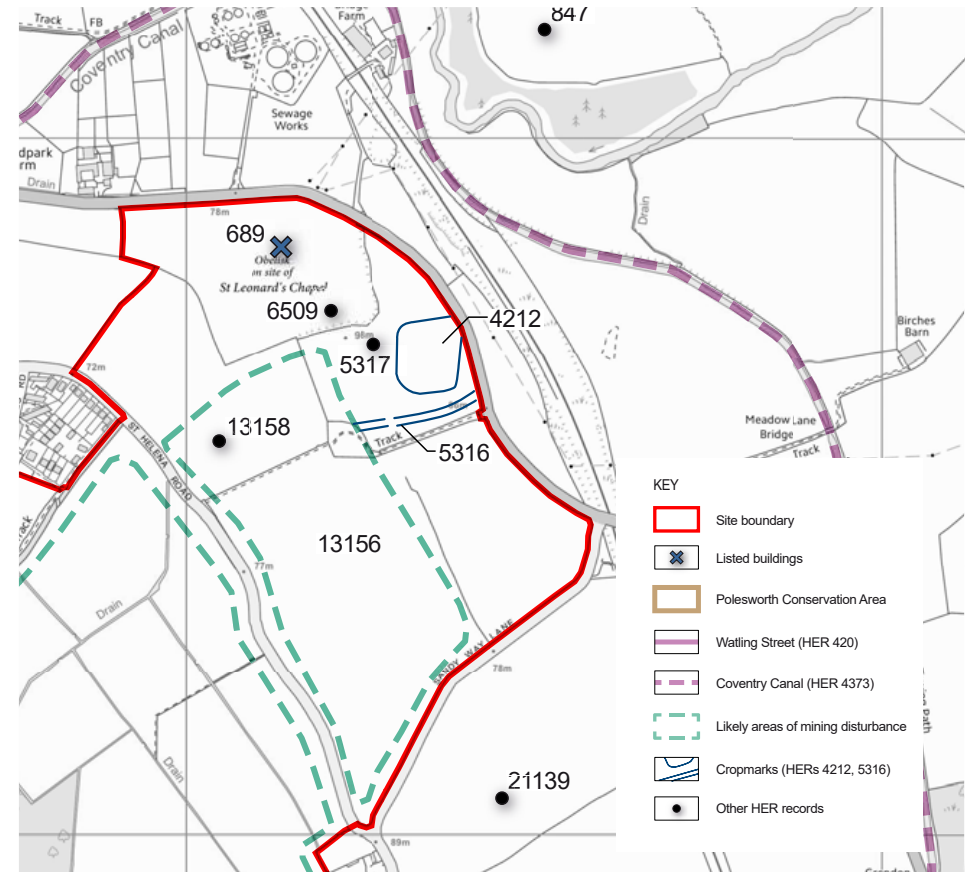 Track
FB
Farm
847
Coventry Canal
Sewage
Works
dpark
rm
Drain
78m
689
Obelisk
on site of
St Leonard's Chapel
6509
98m
5317
4212
Drain
Birches
Barn
72m
13158
ST HELENA ROAD
Track
5316
Meadow Lane
Bridge
Track
13156
77m
Drain
SANDY WAY LANE
78m
Drain
21139
89m
KEY
Site boundary
Listed buildings
Polesworth Conservation Area
Watling Street (HER 420)
Coventry Canal (HER 4373)
Likely areas of mining disturbance
Cropmarks (HERs 4212, 5316)
Other HER records
Path